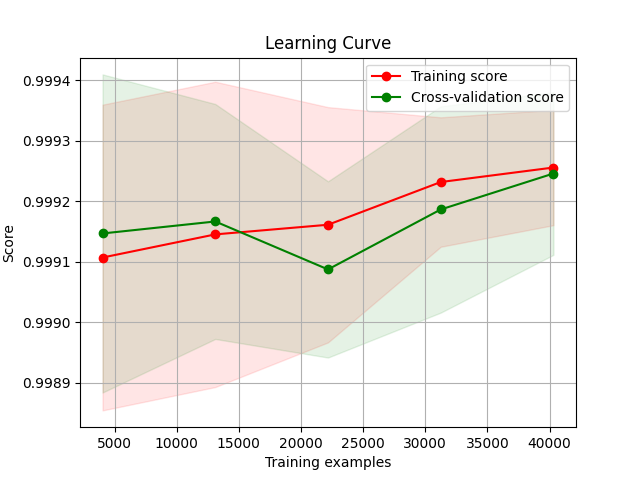 Learning Curve
Training score
Cross-validation score
0.9994
0.9993
0.9992
0.9991
0.9990
0.9989
Score
5000 10000 15000 20000 25000 30000 35000 40000
Training examples